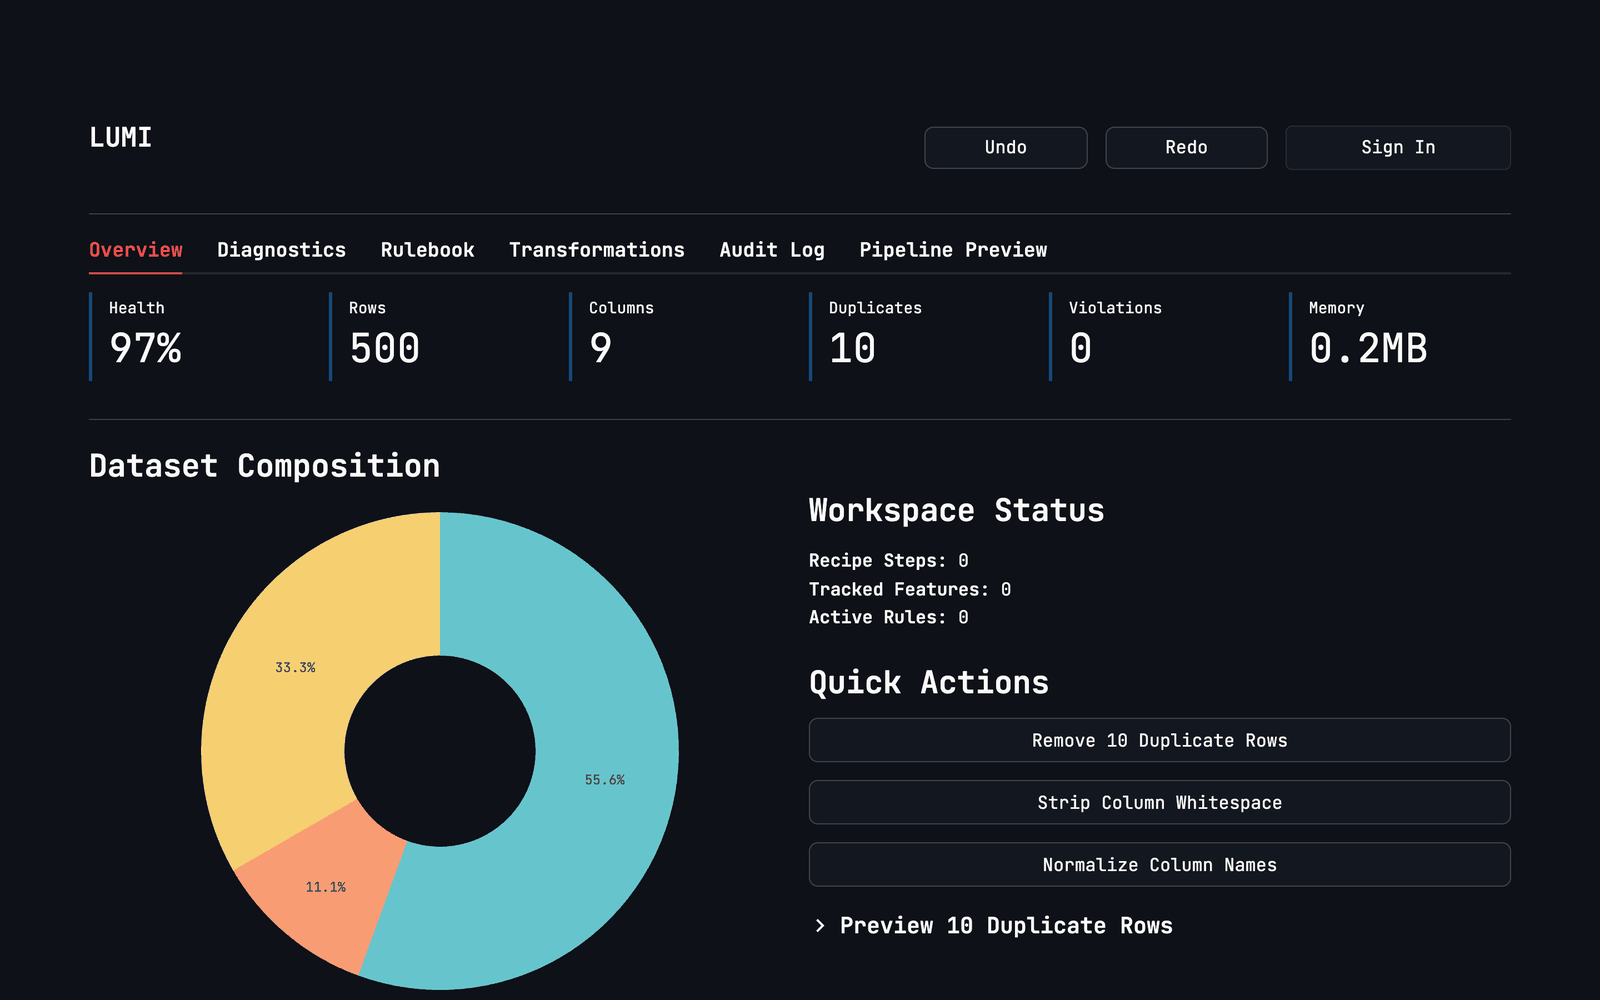 LUMI
Undo
Redo
Sign In
Overview
Diagnostics
Rulebook
Transformations
Audit Log
Pipeline Preview
Health
97%
Rows
500
Columns
9
Duplicates
10
Violations
0
Memory
0.2MB
Dataset Composition
33.3%
55.6%
11.1%
Workspace Status
Recipe Steps: 0
Tracked Features: 0
Active Rules: 0
Quick Actions
Remove 10 Duplicate Rows
Strip Column Whitespace
Normalize Column Names
Preview 10 Duplicate Rows